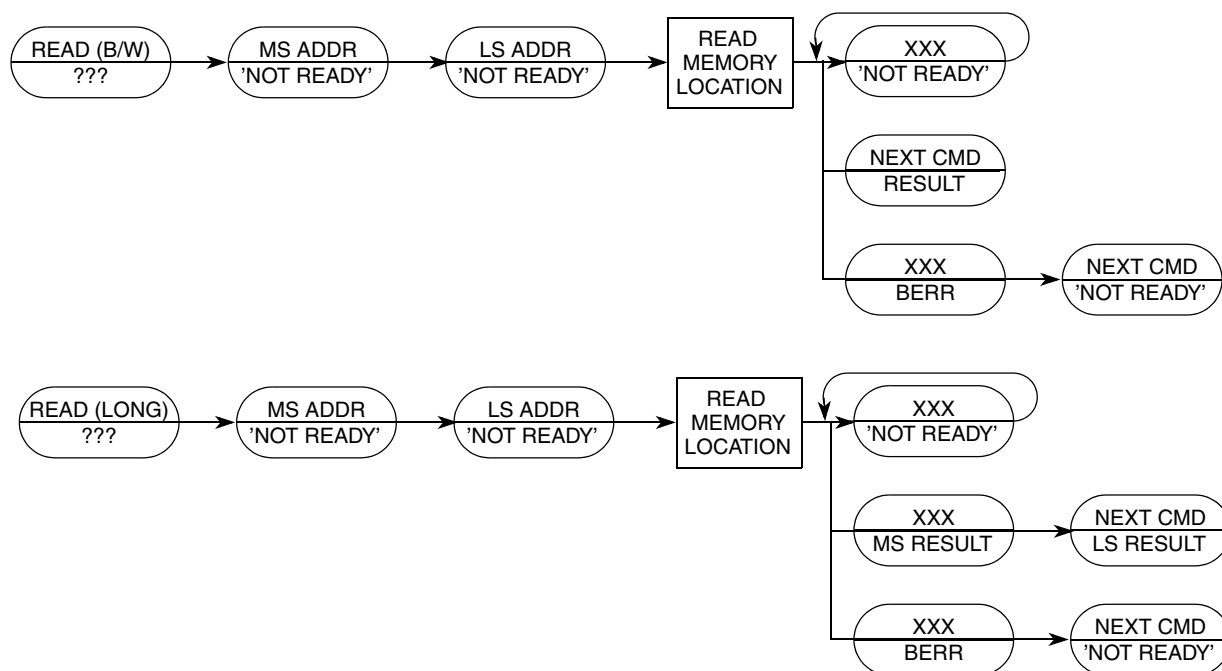 READ (B/W)
???
MS ADDR
'NOT READY'
LS ADDR
'NOT READY'
READ
MEMORY
LOCATION
XXX
'NOT READY'
NEXT CMD
RESULT
XXX
BERR
NEXT CMD
'NOT READY'
READ (LONG)
???
MS ADDR
'NOT READY'
LS ADDR
'NOT READY'
READ
MEMORY
LOCATION
XXX
'NOT READY'
XXX
MS RESULT
NEXT CMD
LS RESULT
XXX
BERR
NEXT CMD
'NOT READY'